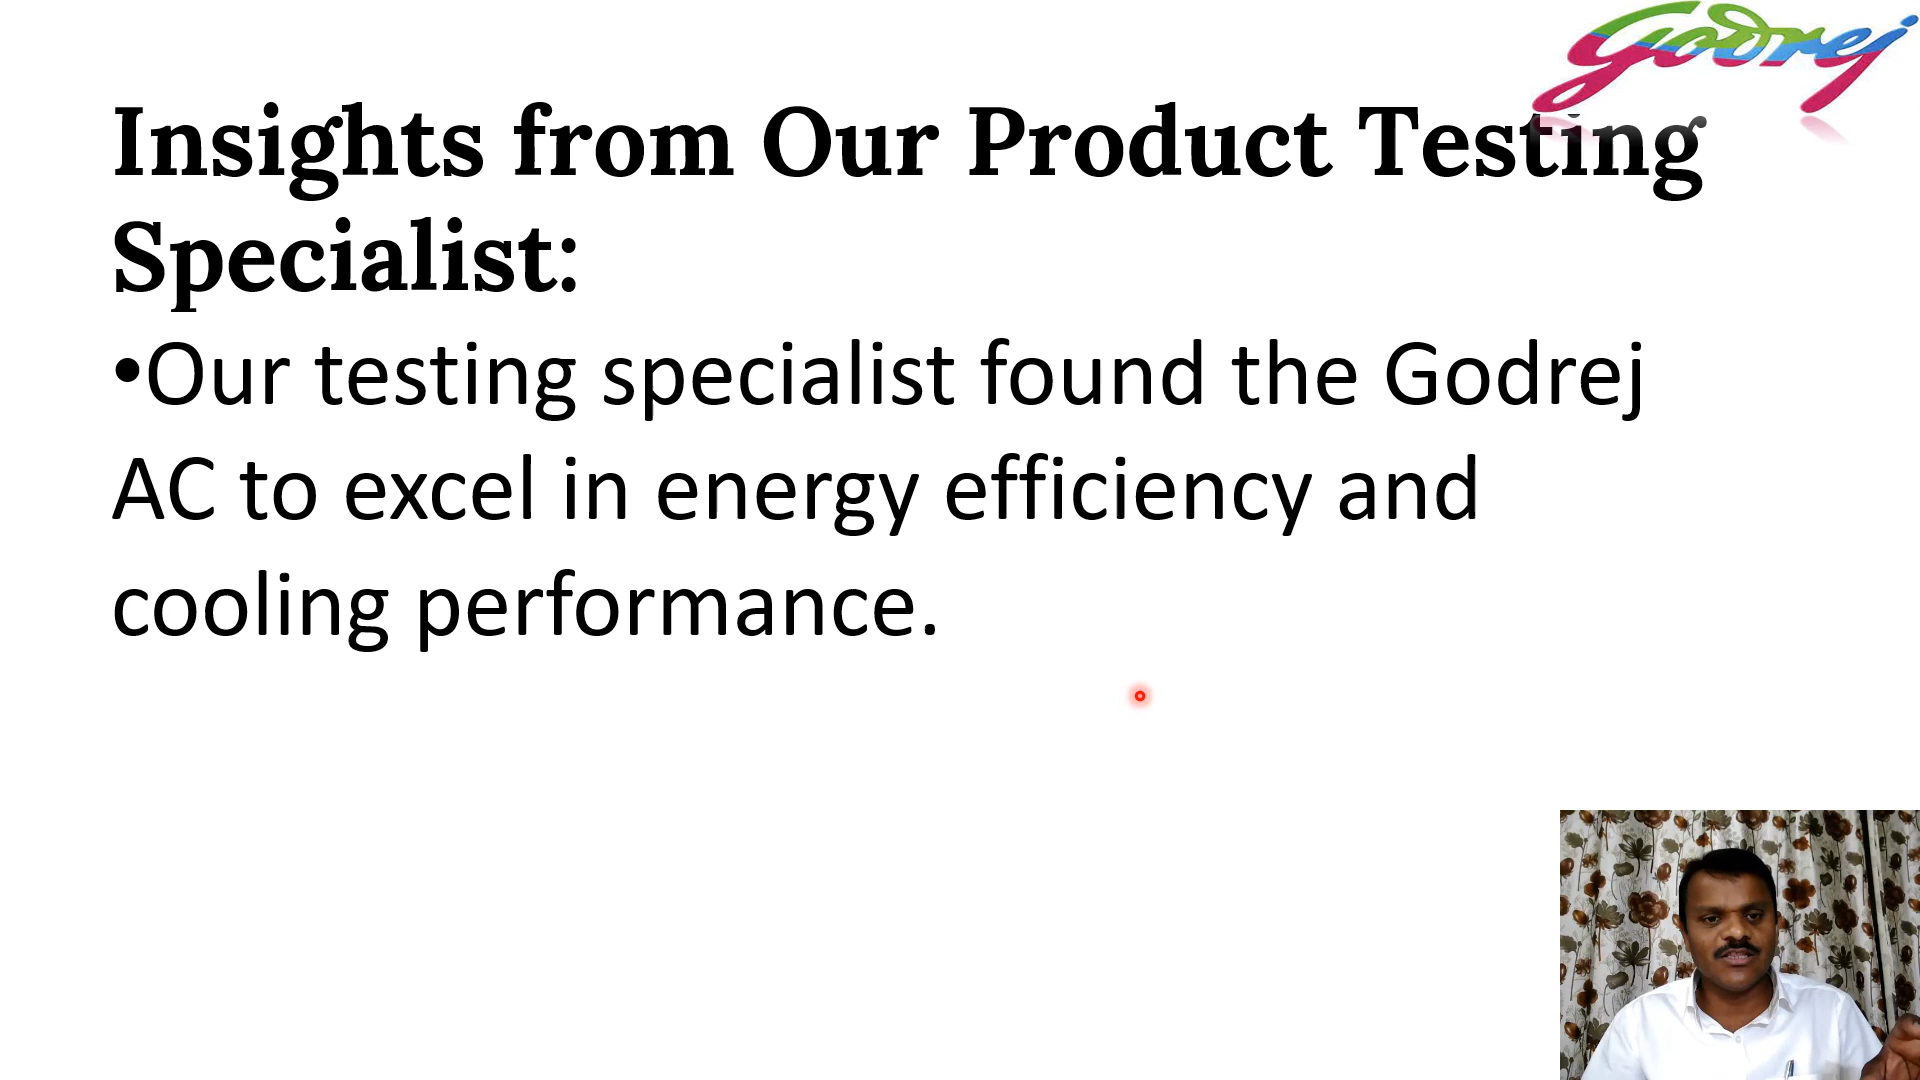 Godrej
Insights from Our Product Testing
Specialist:
•Our testing specialist found the Godrej
AC to excel in energy efficiency and
cooling performance.